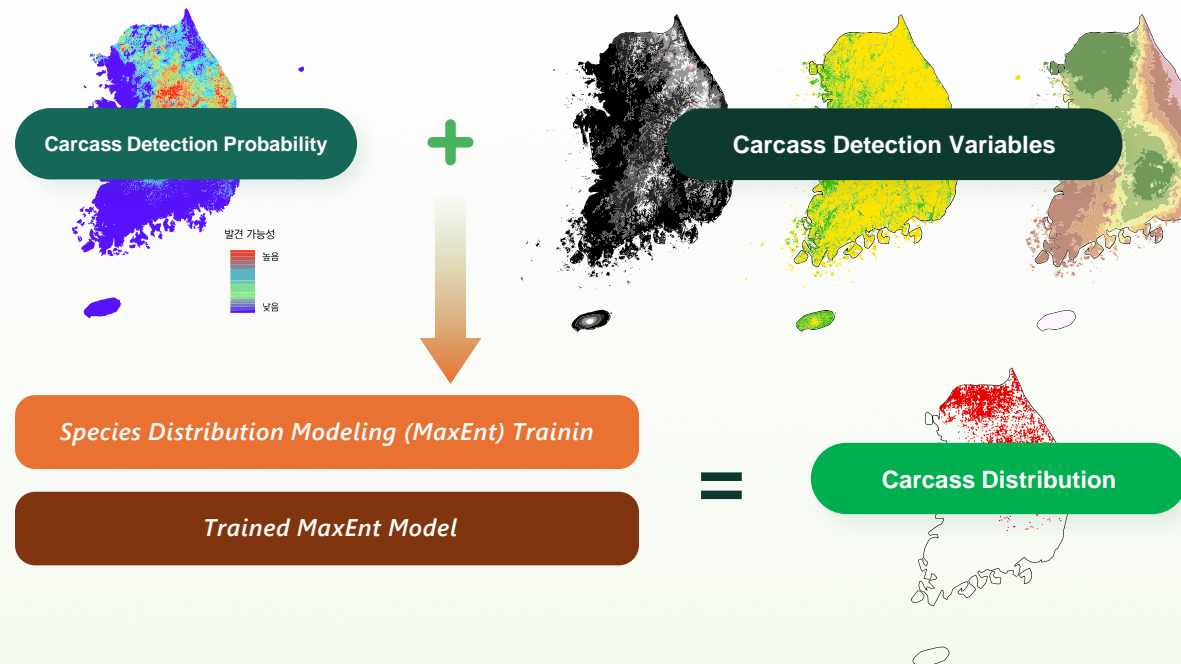 Carcass Detection Probability
Carcass Detection Variables
발견 가능성
높음
낮음
Species Distribution Modeling (MaxEnt) Trainin
Trained MaxEnt Model
=
Carcass Distribution